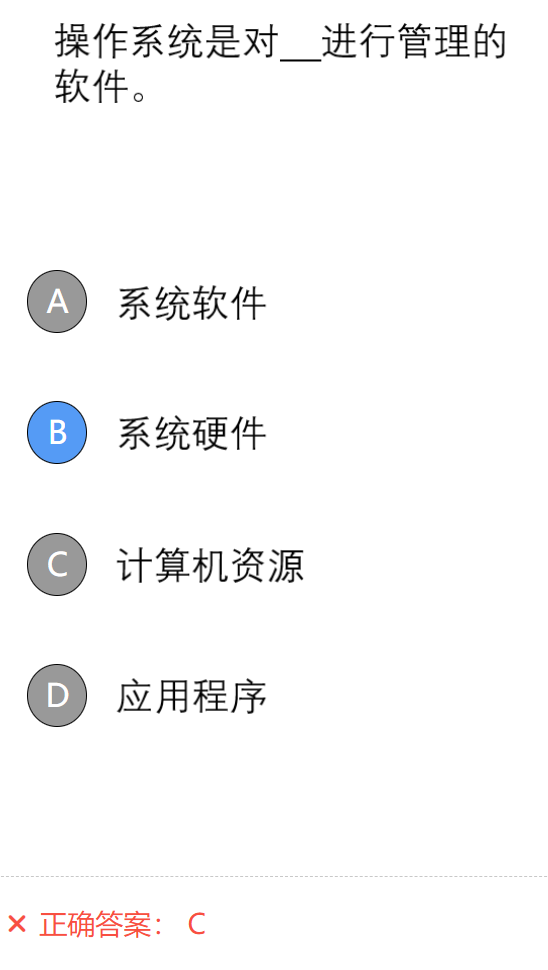 操作系统是对__进行管理的
软件。
A 系统软件
B 系统硬件
C 计算机资源
D 应用程序
× 正确答案： C